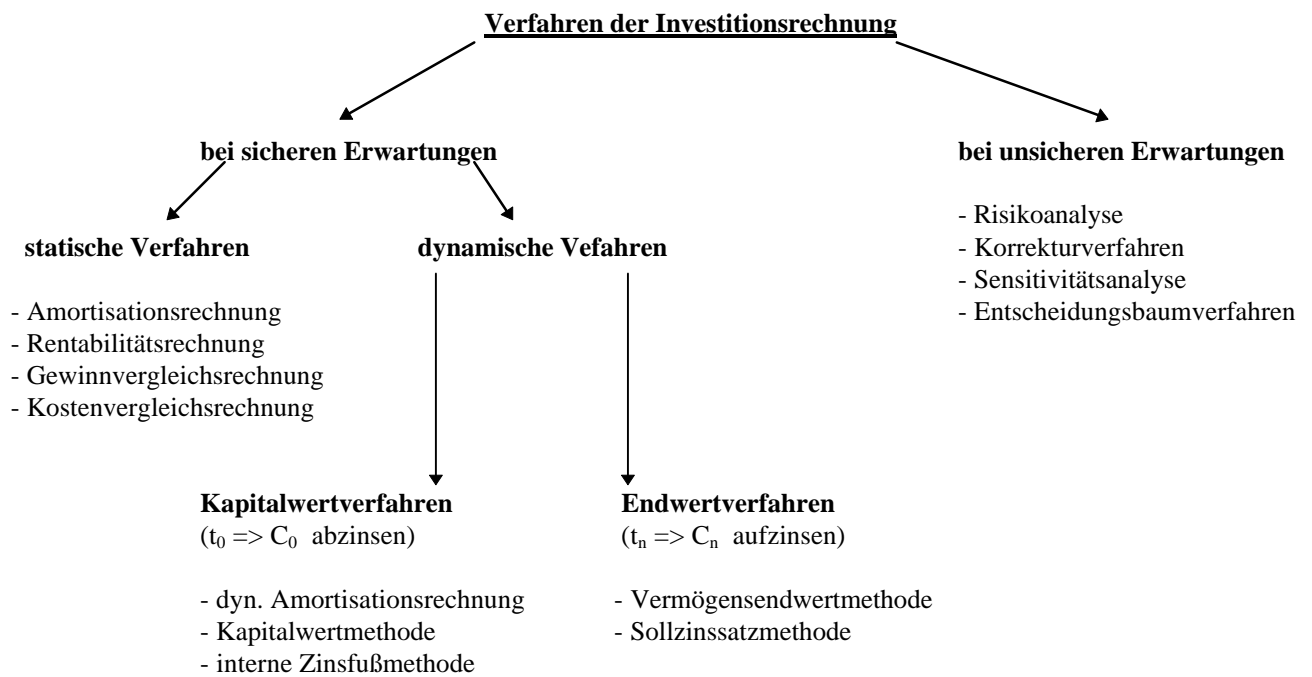 Verfahren der Investitionsrechnung
bei sicheren Erwartungen
bei unsicheren Erwartungen
- Risikoanalyse
- Korrekturverfahren
- Sensitivitätsanalyse
- Entscheidungsbaumverfahren
statische Verfahren
- Amortisationsrechnung
- Rentabilitätsrechnung
- Gewinnvergleichsrechnung
- Kostenvergleichsrechnung
dynamische Vefahren
Kapitalwertverfahren
(t₀ => C₀ abzinsen)
- dyn. Amortisationsrechnung
- Kapitalwertmethode
- interne Zinsfußmethode
Endwertverfahren
(tₙ => Cₙ aufzinsen)
- Vermögensendwertmethode
- Sollzinssatzmethode